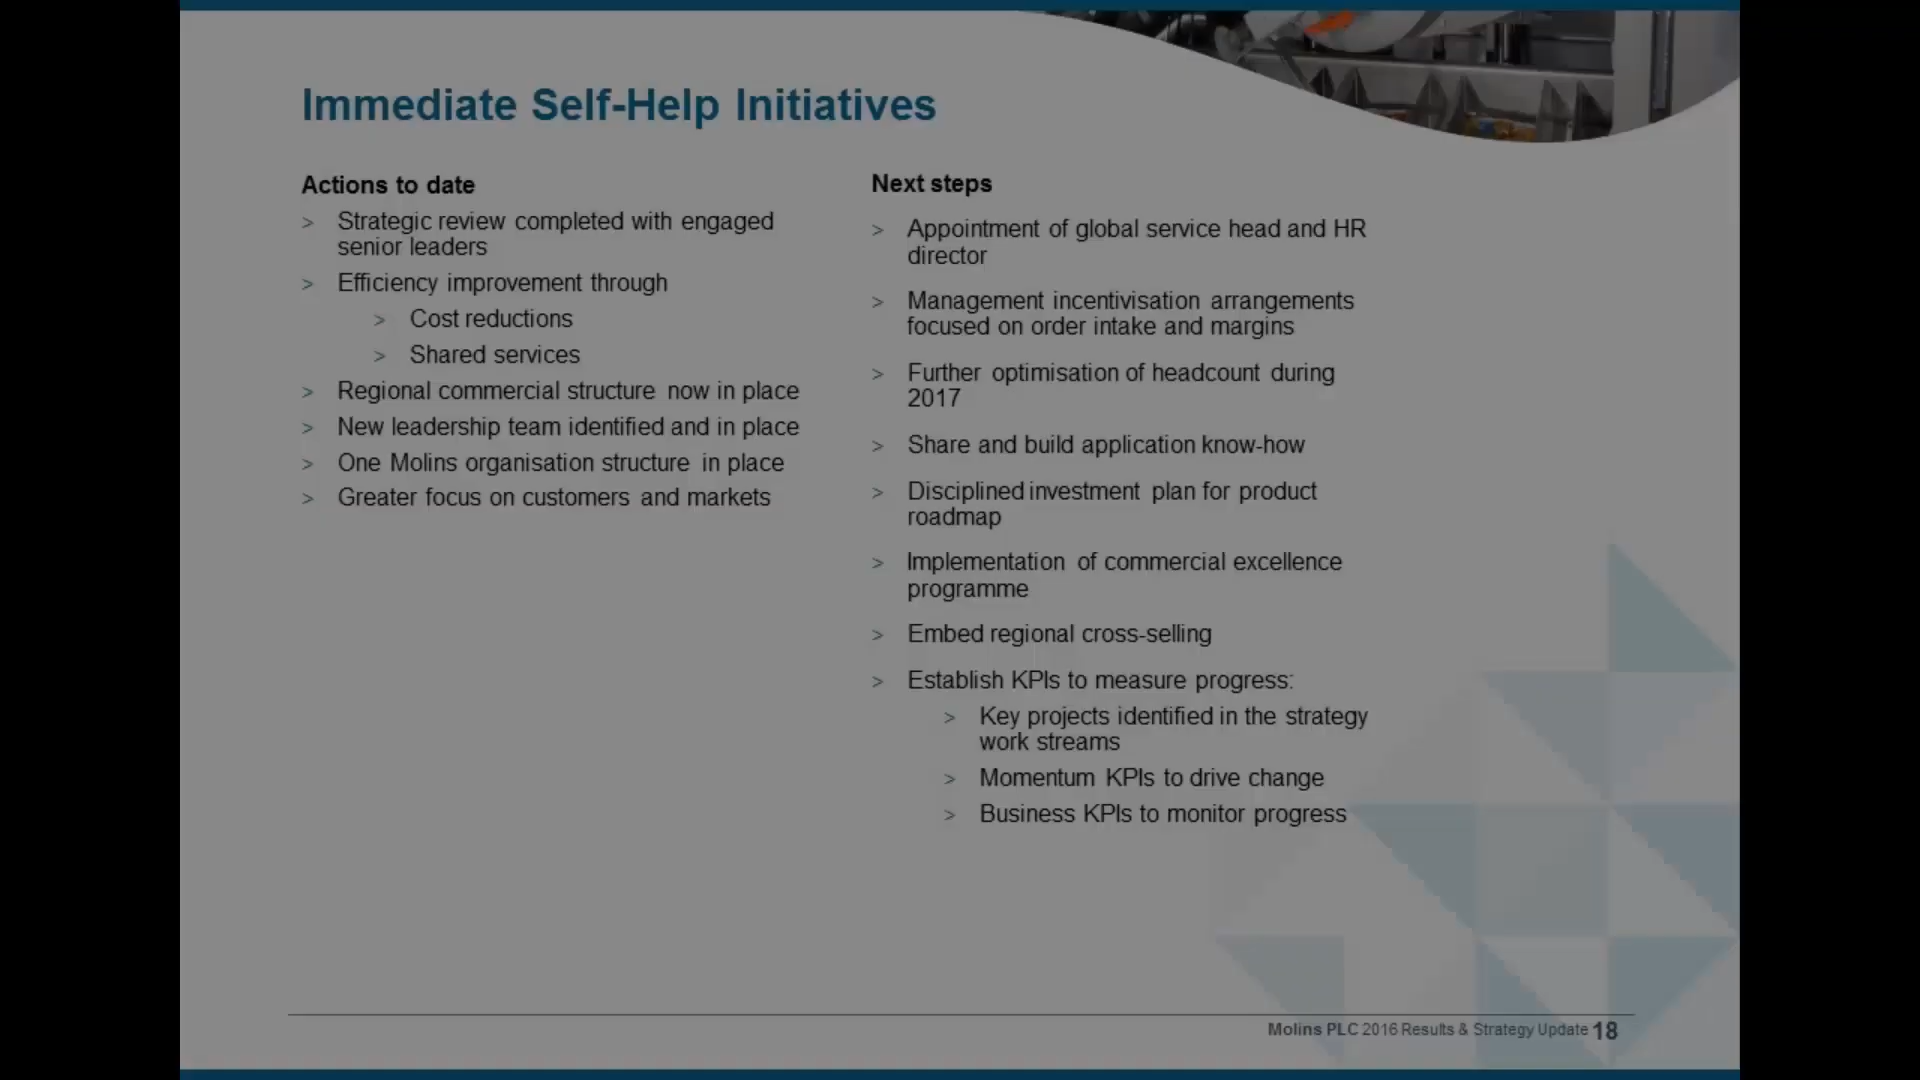 Immediate Self-Help Initiatives
Actions to date
> Strategic review completed with engaged
senior leaders
> Efficiency improvement through
> Cost reductions
> Shared services
> Regional commercial structure now in place
> New leadership team identified and in place
> One Molins organisation structure in place
> Greater focus on customers and markets
Next steps
> Appointment of global service head and HR
director
> Management incentivisation arrangements
focused on order intake and margins
> Further optimisation of headcount during
2017
> Share and build application know-how
> Disciplined investment plan for product
roadmap
> Implementation of commercial excellence
programme
> Embed regional cross-selling
> Establish KPIs to measure progress:
> Key projects identified in the strategy
work streams
> Momentum KPIs to drive change
> Business KPIs to monitor progress
Molins PLC 2016 Results & Strategy Update 18